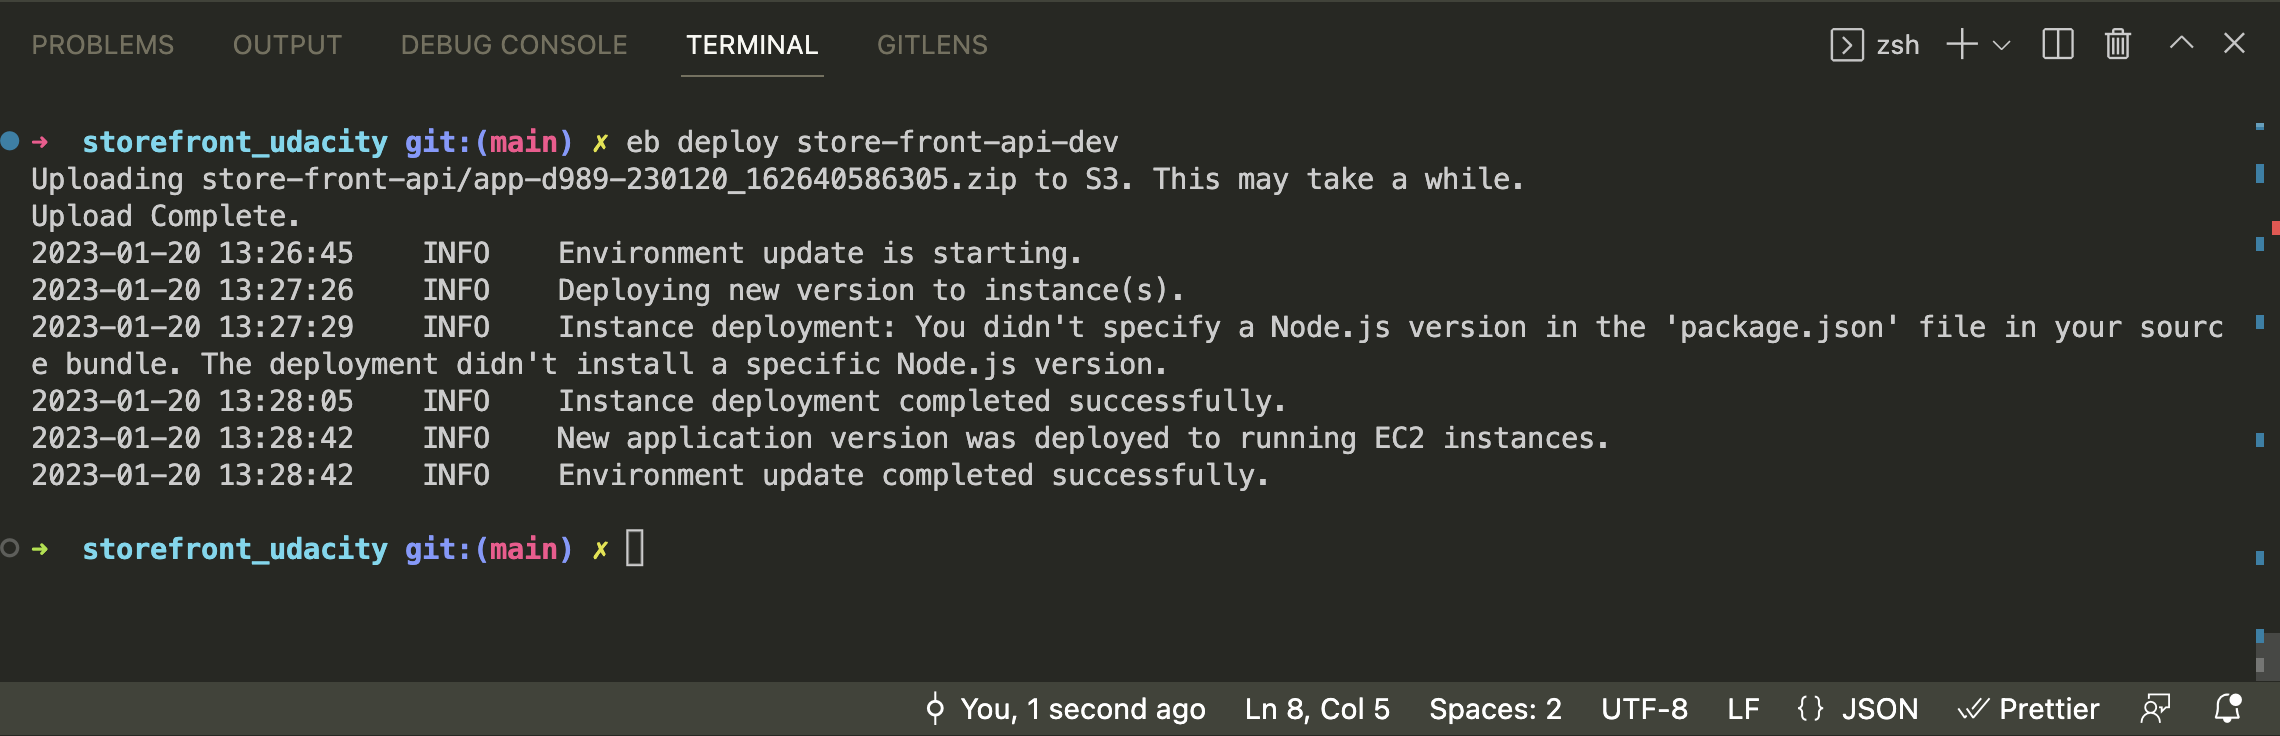 PROBLEMS OUTPUT DEBUG CONSOLE TERMINAL GITLENS zsh
➜ storefront_udacity git:(main) ✗ eb deploy store-front-api-dev
Uploading store-front-api/app-d989-230120_162640586305.zip to S3. This may take a while.
Upload Complete.
2023-01-20 13:26:45 INFO Environment update is starting.
2023-01-20 13:27:26 INFO Deploying new version to instance(s).
2023-01-20 13:27:29 INFO Instance deployment: You didn't specify a Node.js version in the 'package.json' file in your sourc
e bundle. The deployment didn't install a specific Node.js version.
2023-01-20 13:28:05 INFO Instance deployment completed successfully.
2023-01-20 13:28:42 INFO New application version was deployed to running EC2 instances.
2023-01-20 13:28:42 INFO Environment update completed successfully.
➜ storefront_udacity git:(main) ✗
You, 1 second ago Ln 8, Col 5 Spaces: 2 UTF-8 LF {} JSON Prettier